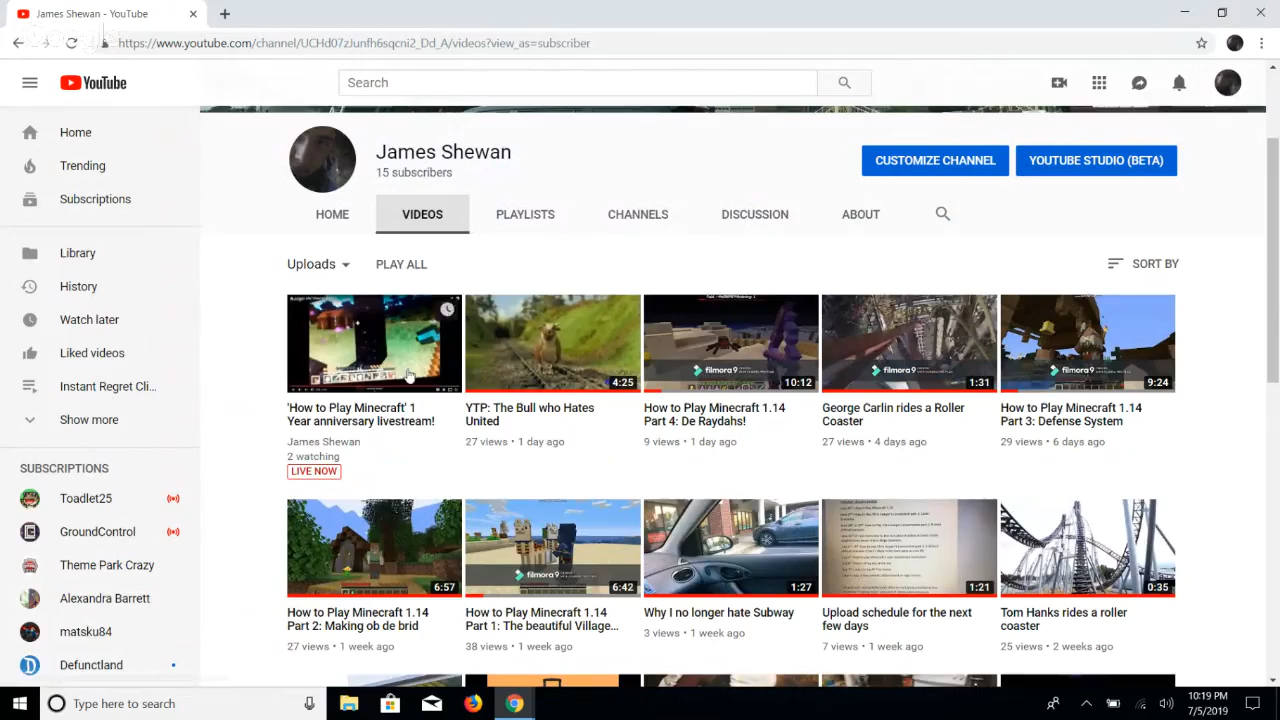 James Shewan - YouTube
https://www.youtube.com/channel/UCHd07zJunfh6sqcni2_Dd_A/videos?view_as=subscriber
YouTube
Search
Home
Trending
Subscriptions
Library
History
Watch later
Liked videos
Instant Regret Cli...
Show more
SUBSCRIPTIONS
Toadlet25
GroundControl
Theme Park Crazy
Alexandra Barrett
matsku84
Defunctland
James Shewan
15 subscribers
CUSTOMIZE CHANNEL
YOUTUBE STUDIO (BETA)
HOME
VIDEOS
PLAYLISTS
CHANNELS
DISCUSSION
ABOUT
Uploads
PLAY ALL
SORT BY
'How to Play Minecraft' 1
Year anniversary livestream!
James Shewan
2 watching
LIVE NOW
4:25
YTP: The Bull who Hates
United
27 views • 1 day ago
filmora9
10:12
How to Play Minecraft 1.14
Part 4: De Raydahs!
9 views • 1 day ago
filmora9
1:31
George Carlin rides a Roller
Coaster
27 views • 4 days ago
filmora9
9:24
How to Play Minecraft 1.14
Part 3: Defense System
29 views • 6 days ago
6:57
How to Play Minecraft 1.14
Part 2: Making ob de brid
27 views • 1 week ago
filmora9
6:42
How to Play Minecraft 1.14
Part 1: The beautiful Village...
38 views • 1 week ago
1:27
Why I no longer hate Subway
3 views • 1 week ago
1:21
Upload schedule for the next
few days
7 views • 1 week ago
0:35
Tom Hanks rides a roller
coaster
25 views • 2 weeks ago
Type here to search
10:19 PM
7/5/2019